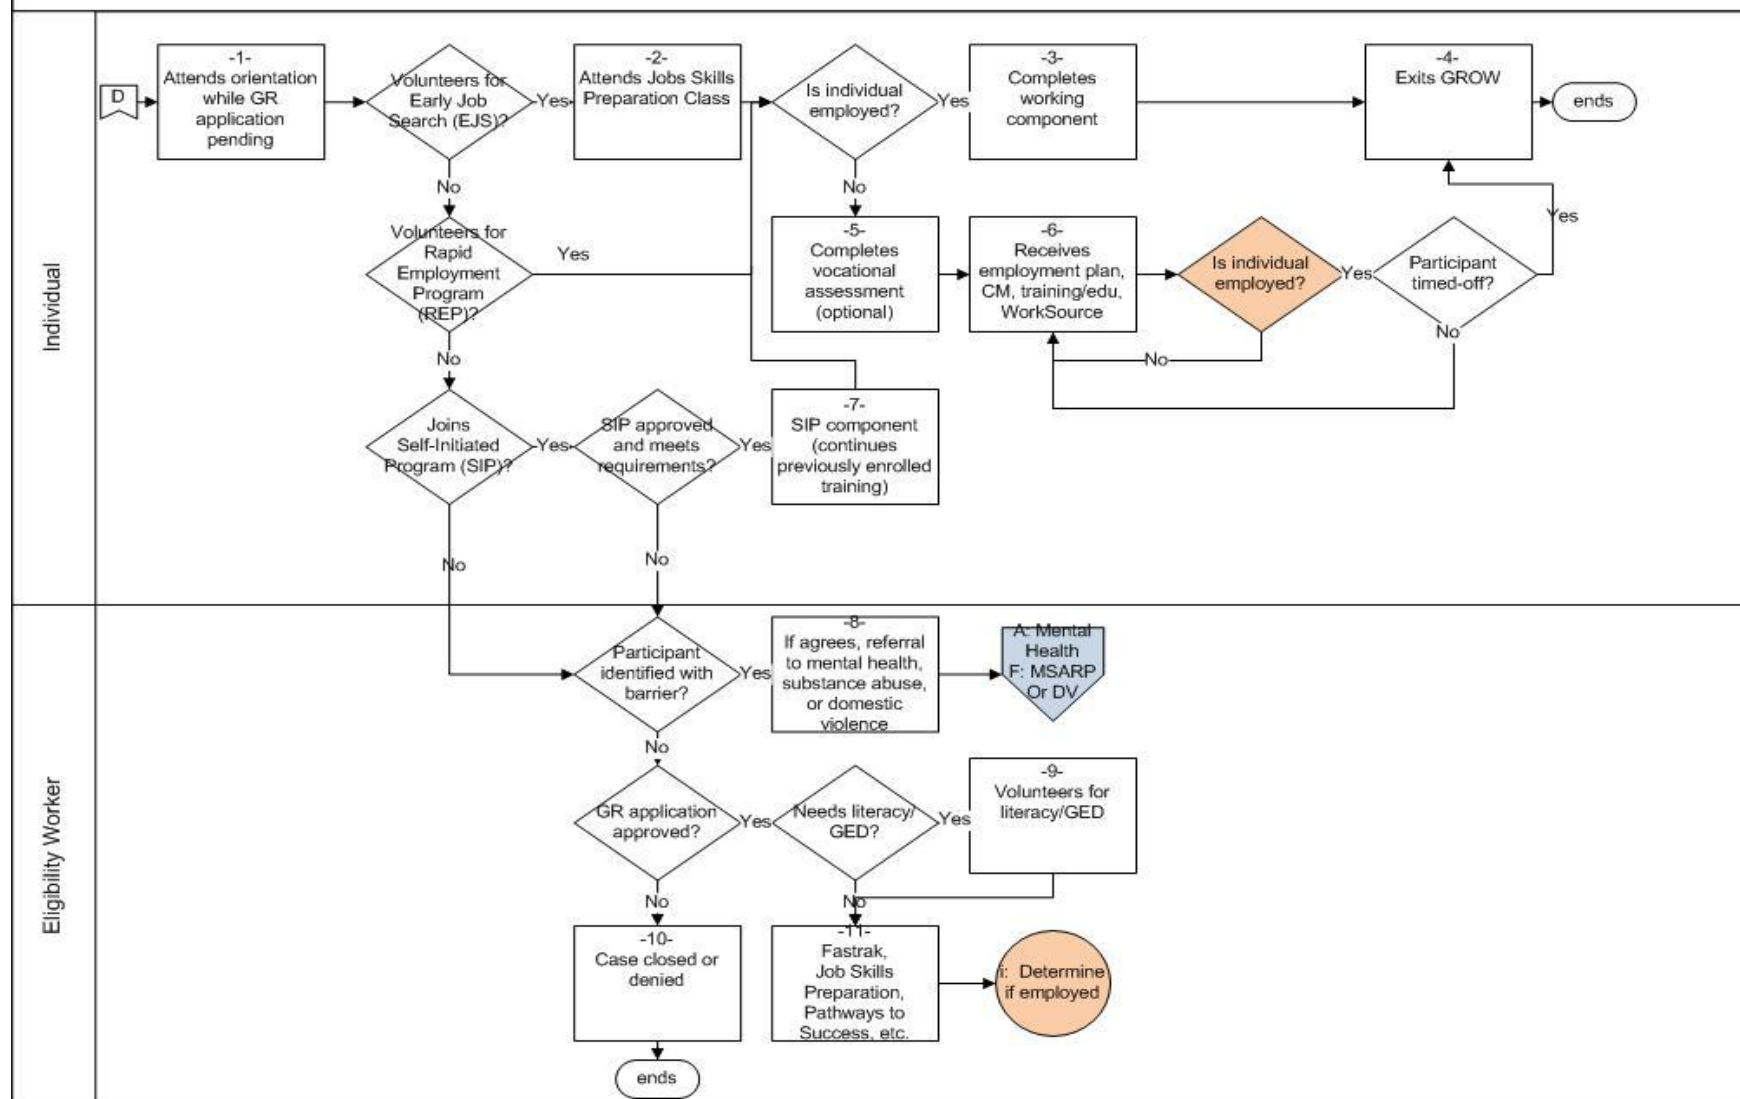 Individual
D
-1-
Attends orientation
while GR
application
pending
Volunteers for
Early Job
Search (EJS)?
Yes
-2-
Attends Jobs Skills
Preparation Class
Is individual
employed?
Yes
-3-
Completes
working
component
-4-
Exits GROW
ends
No
No
Volunteers for
Rapid
Employment
Program
(REP)?
Yes
-5-
Completes
vocational
assessment
(optional)
-6-
Receives
employment plan,
CM, training/edu,
WorkSource
Is individual
employed?
Yes
Participant
timed-off?
Yes
No
No
No
Joins
Self-Initiated
Program (SIP)?
Yes
SIP approved
and meets
requirements?
Yes
-7-
SIP component
(continues
previously enrolled
training)
No
No
Eligibility Worker
Participant
identified with
barrier?
Yes
-8-
If agrees, referral
to mental health,
substance abuse,
or domestic
violence
A: Mental
Health
F: MSARP
Or DV
No
GR application
approved?
Yes
Needs literacy/
GED?
Yes
-9-
Volunteers for
literacy/GED
No
No
-10-
Case closed or
denied
-11-
Fastrak,
Job Skills
Preparation,
Pathways to
Success, etc.
i: Determine
if employed
ends